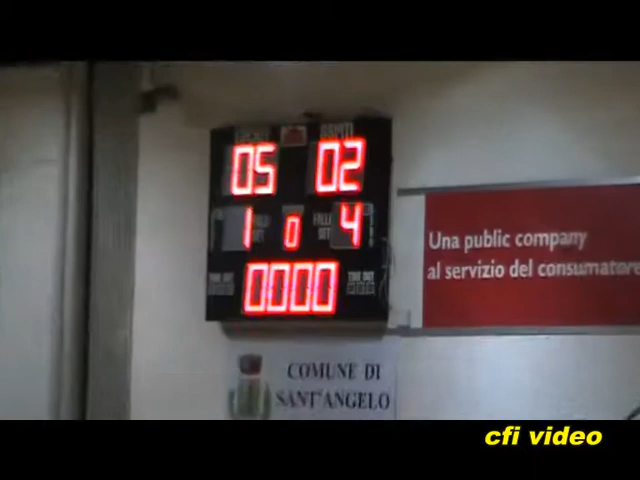 OSPITI
05 02
1 0 4
0000
Una public company
al servizio del consumatore
COMUNE DI
SANT'ANGELO
cfi video